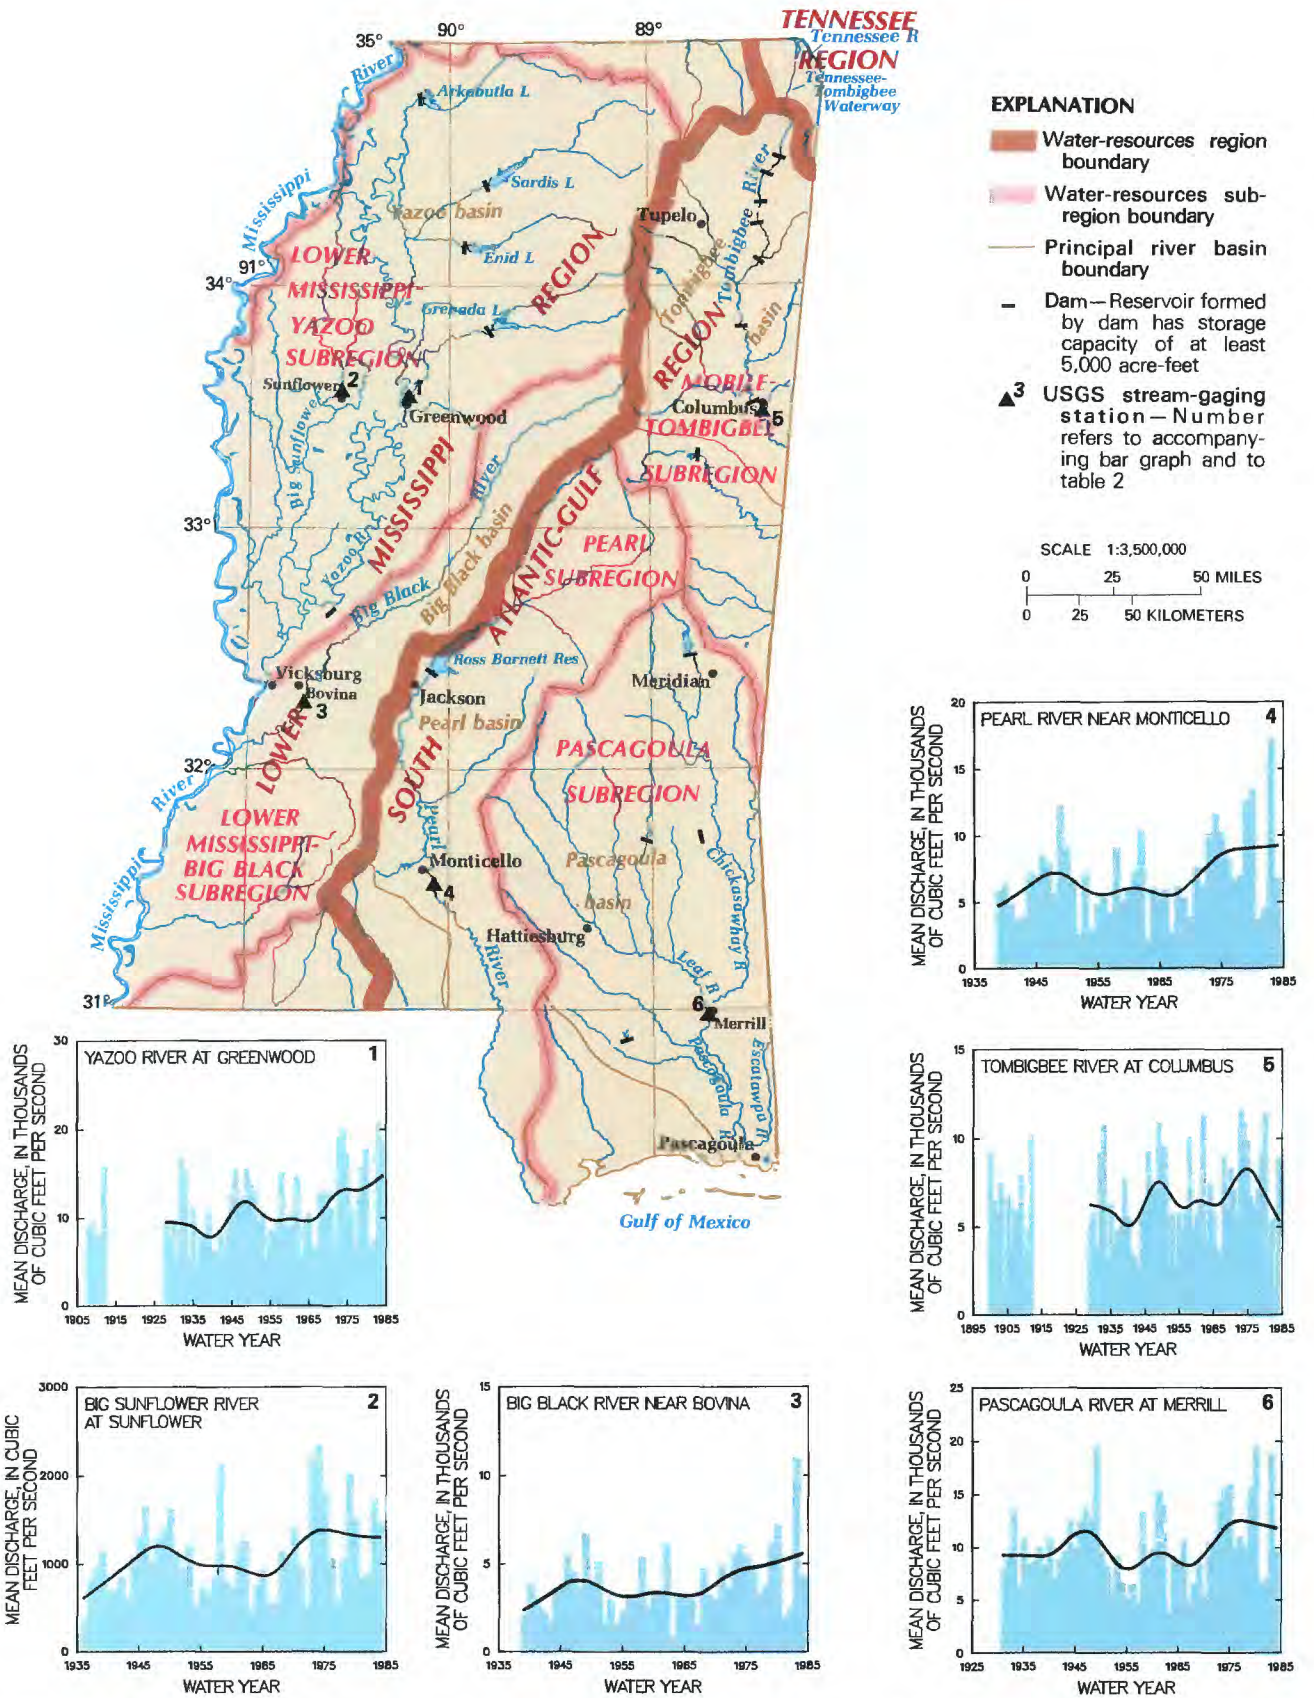 TENNESSEE
Tennessee R
REGION
Tennessee-
Tombigbee
Waterway
35°
90°
89°
River
Arkabutla L
Mississippi
Sardis L
Yazoo basin
Tupelo
Tombigbee River
Enid L
REGION
LOWER
MISSISSIPPI-
YAZOO
SUBREGION
91°
34°
Grenada L
Tombigbee
basin
REGION
Sunflower
2
1
Greenwood
MOBILE-
Columbus
5
TOMBIGBEE
SUBREGION
Big Sunflower
MISSISSIPPI
River
33°
Yazoo R
Big Black
Big Black basin
ATLANTIC-GULF
PEARL
SUBREGION
Ross Barnett Res
Vicksburg
Bovina
3
Jackson
Meridian
Pearl basin
LOWER
SOUTH
32°
PASCAGOULA
SUBREGION
River
Mississippi
LOWER
MISSISSIPPI-
BIG BLACK
SUBREGION
Pearl
Monticello
4
Pascagoula
basin
Chickasawhay R
Hattiesburg
River
Leaf R
31°
6
Merrill
Pascagoula R
Escatawpa R
Pascagoula
Gulf of Mexico
EXPLANATION
Water-resources region
boundary
Water-resources sub-
region boundary
Principal river basin
boundary
Dam—Reservoir formed
by dam has storage
capacity of at least
5,000 acre-feet
3
USGS stream-gaging
station—Number
refers to accompany-
ing bar graph and to
table 2
SCALE 1:3,500,000
0 25 50 MILES
0 25 50 KILOMETERS
PEARL RIVER NEAR MONTICELLO 4
MEAN DISCHARGE, IN THOUSANDS
OF CUBIC FEET PER SECOND
20
15
10
5
0
1935 1945 1955 1965 1975 1985
WATER YEAR
YAZOO RIVER AT GREENWOOD 1
MEAN DISCHARGE, IN THOUSANDS
OF CUBIC FEET PER SECOND
30
20
10
0
1905 1915 1925 1935 1945 1955 1965 1975 1985
WATER YEAR
TOMBIGBEE RIVER AT COLUMBUS 5
MEAN DISCHARGE, IN THOUSANDS
OF CUBIC FEET PER SECOND
15
10
5
0
1895 1905 1915 1925 1935 1945 1955 1965 1975 1985
WATER YEAR
BIG SUNFLOWER RIVER 2
AT SUNFLOWER
MEAN DISCHARGE, IN CUBIC
FEET PER SECOND
3000
2000
1000
0
1935 1945 1955 1965 1975 1985
WATER YEAR
BIG BLACK RIVER NEAR BOVINA 3
MEAN DISCHARGE, IN THOUSANDS
OF CUBIC FEET PER SECOND
15
10
5
0
1935 1945 1955 1965 1975 1985
WATER YEAR
PASCAGOULA RIVER AT MERRILL 6
MEAN DISCHARGE, IN THOUSANDS
OF CUBIC FEET PER SECOND
25
20
15
10
5
0
1925 1935 1945 1955 1965 1975 1985
WATER YEAR